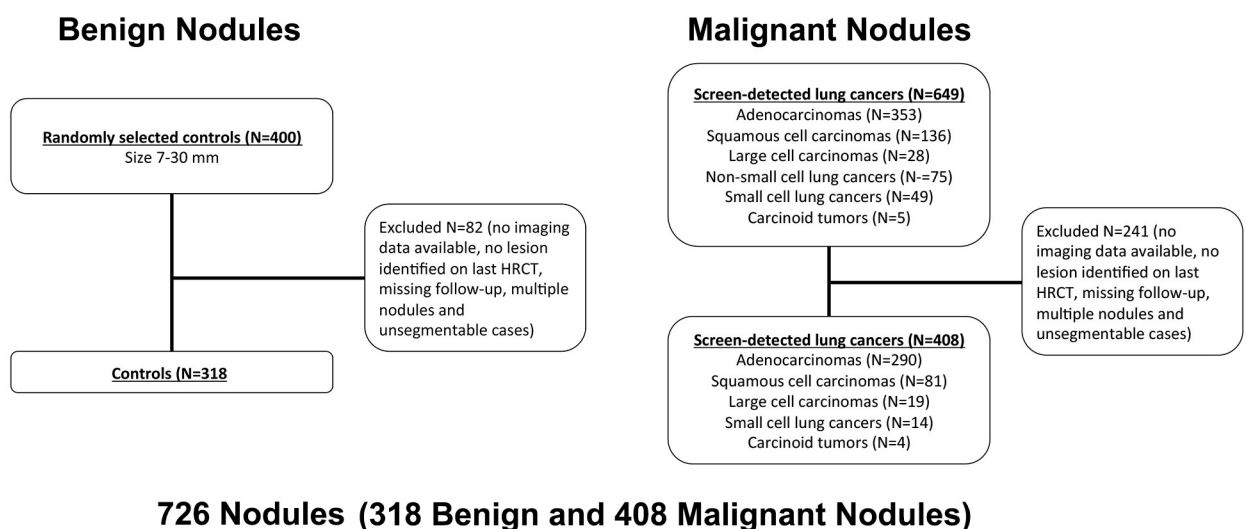 Benign Nodules
Randomly selected controls (N=400)
Size 7-30 mm
Excluded N=82 (no imaging
data available, no lesion
identified on last HRCT,
missing follow-up, multiple
nodules and
unsegmentable cases)
Controls (N=318
Malignant Nodules
Screen-detected lung cancers (N=649)
Adenocarcinomas (N=353)
Squamous cell carcinomas (N=136)
Large cell carcinomas (N=28)
Non-small cell lung cancers (N-=75)
Small cell lung cancers (N=49)
Carcinoid tumors (N=5)
Excluded N=241 (no
imaging data available, no
lesion identified on last
HRCT, missing follow-up,
multiple nodules and
unsegmentable cases)
Screen-detected lung cancers (N=408)
Adenocarcinomas (N=290)
Squamous cell carcinomas (N=81)
Large cell carcinomas (N=19)
Small cell lung cancers (N=14)
Carcinoid tumors (N=4)
726 Nodules (318 Benign and 408 Malignant Nodules)